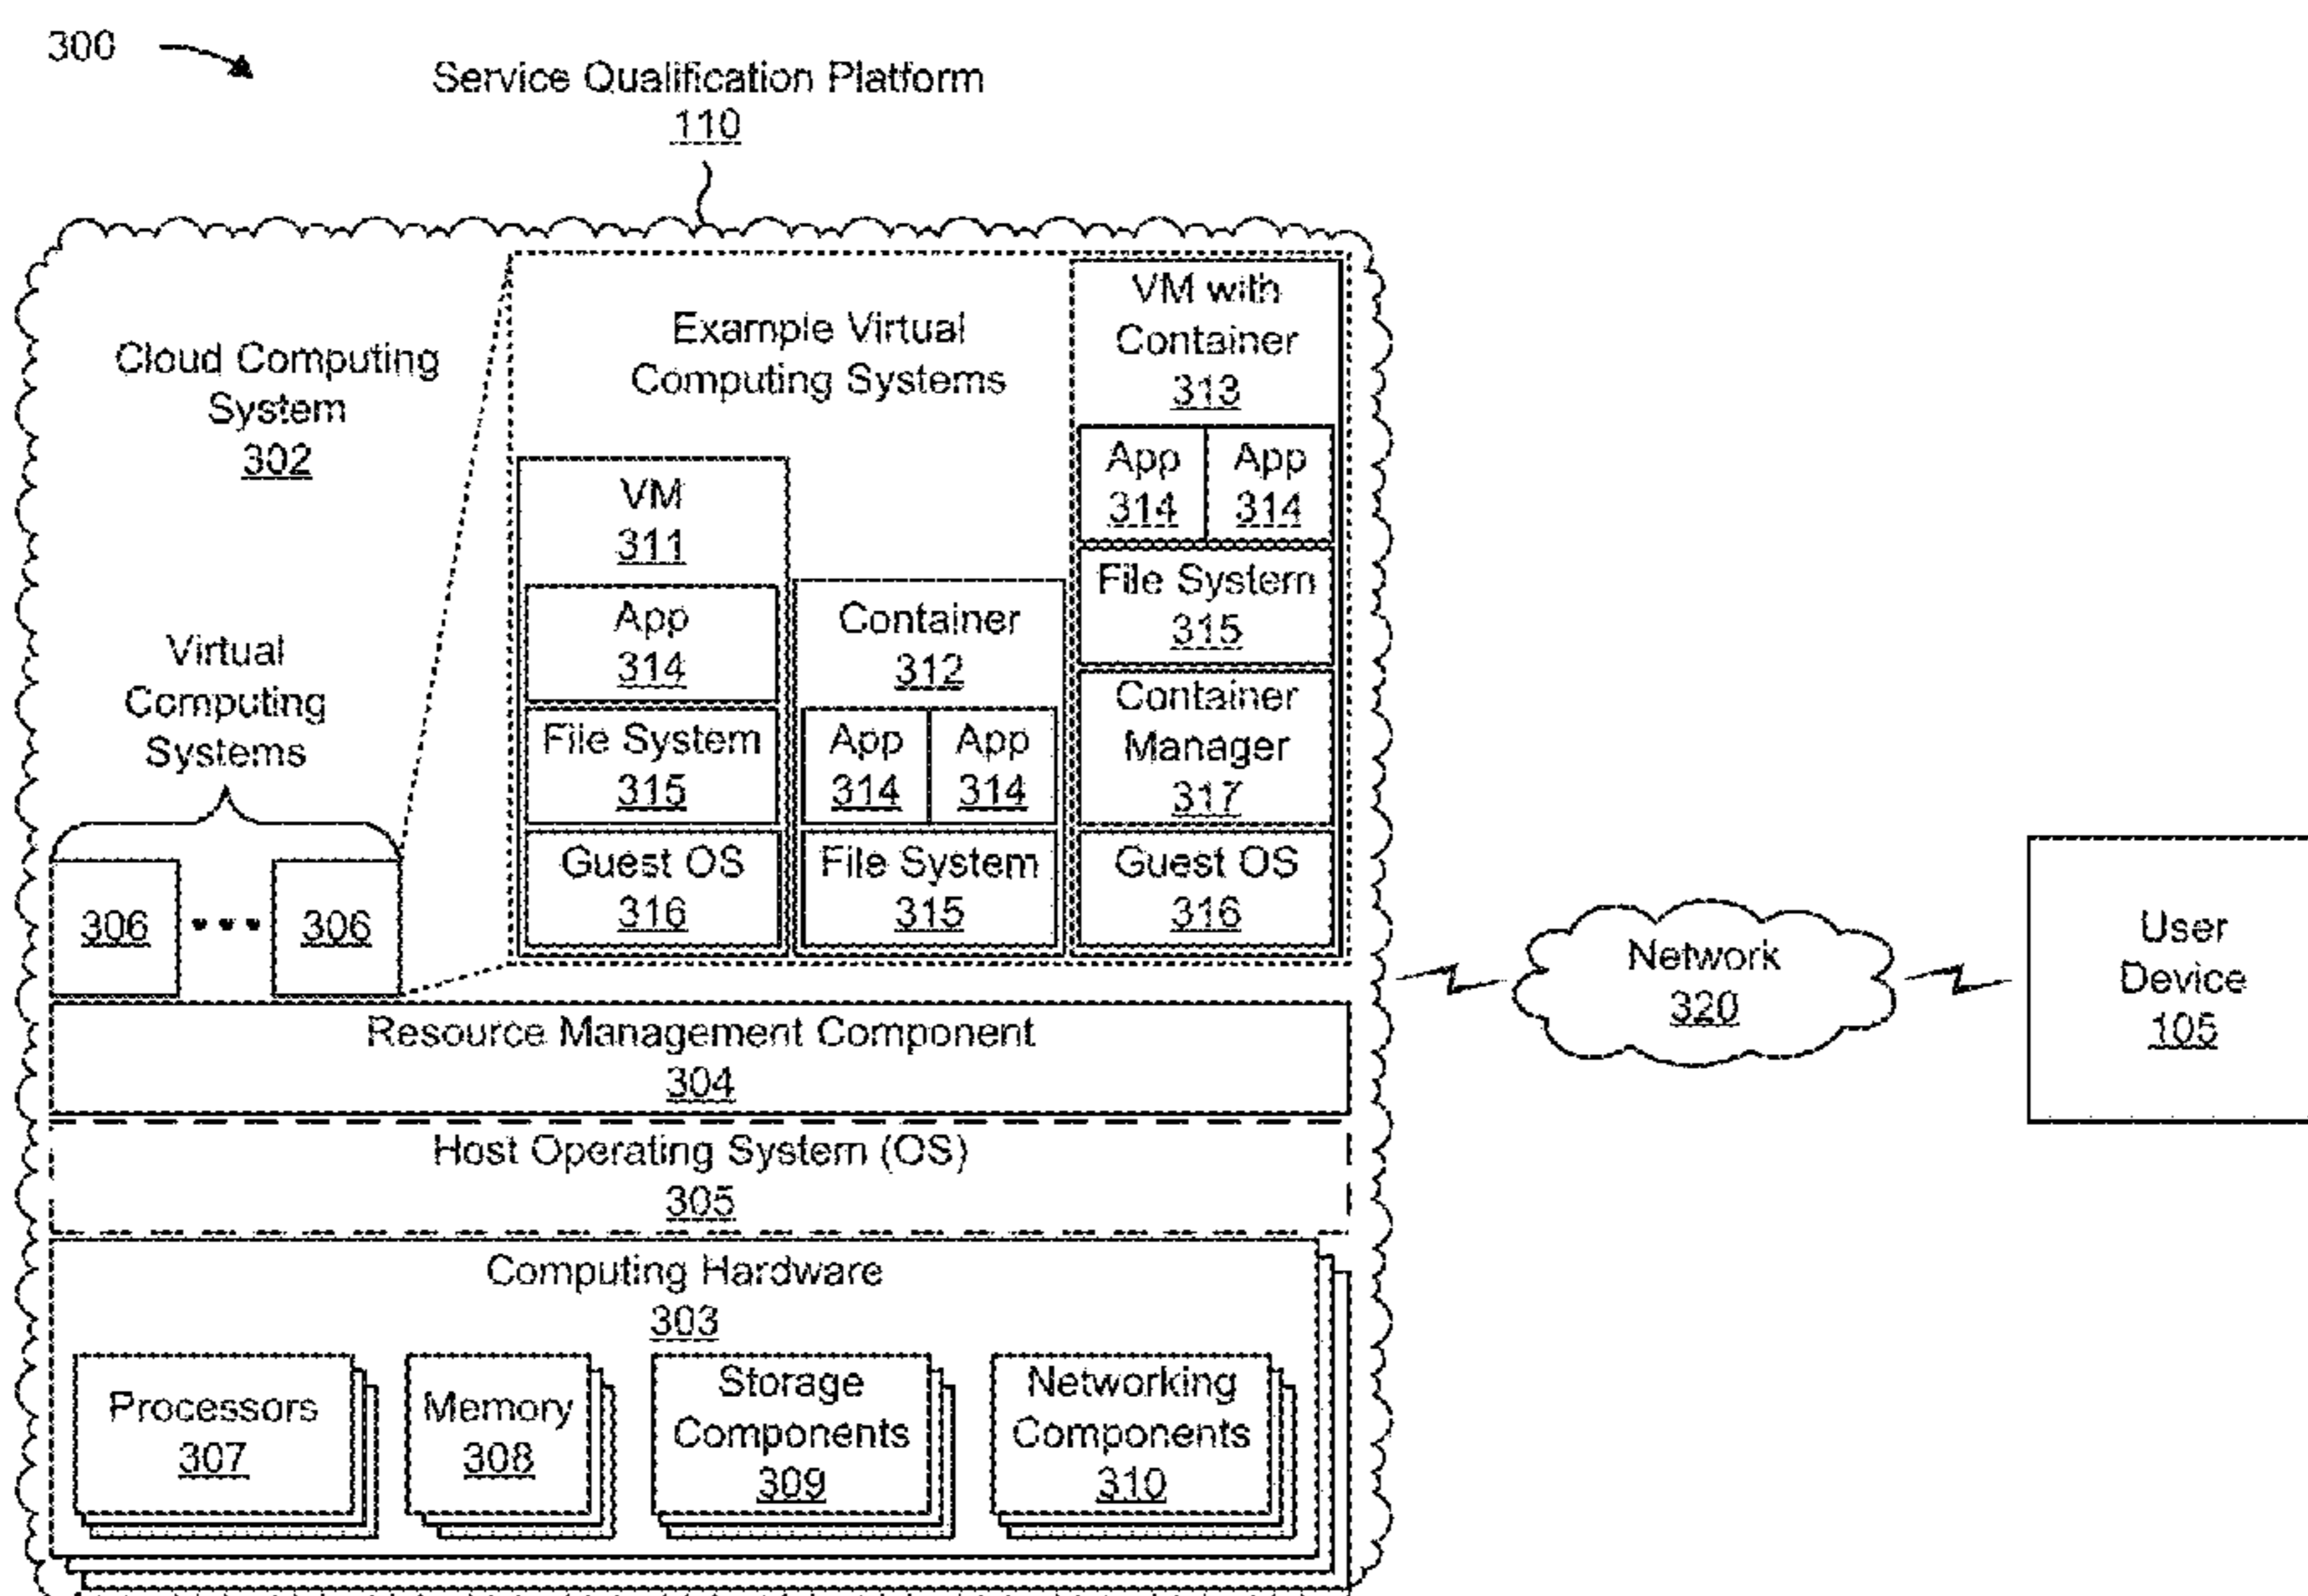 300
Service Qualification Platform
110
Cloud Computing
System
302
Example Virtual
Computing Systems
VM with
Container
313
App
314
App
314
File System
315
Container
Manager
317
Guest OS
316
VM
311
App
314
File System
315
Guest OS
316
Container
312
App
314
App
314
File System
315
Virtual
Computing
Systems
306
306
Resource Management Component
304
Host Operating System (OS)
305
Computing Hardware
303
Processors
307
Memory
308
Storage
Components
309
Networking
Components
310
Network
320
User
Device
105